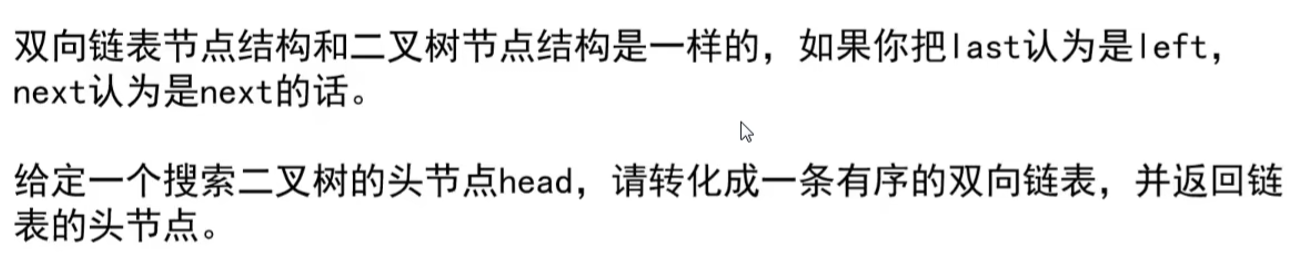 双向链表节点结构和二叉树节点结构是一样的，如果你把last认为是left，
next认为是next的话。
给定一个搜索二叉树的头节点head，请转化成一条有序的双向链表，并返回链
表的头节点。